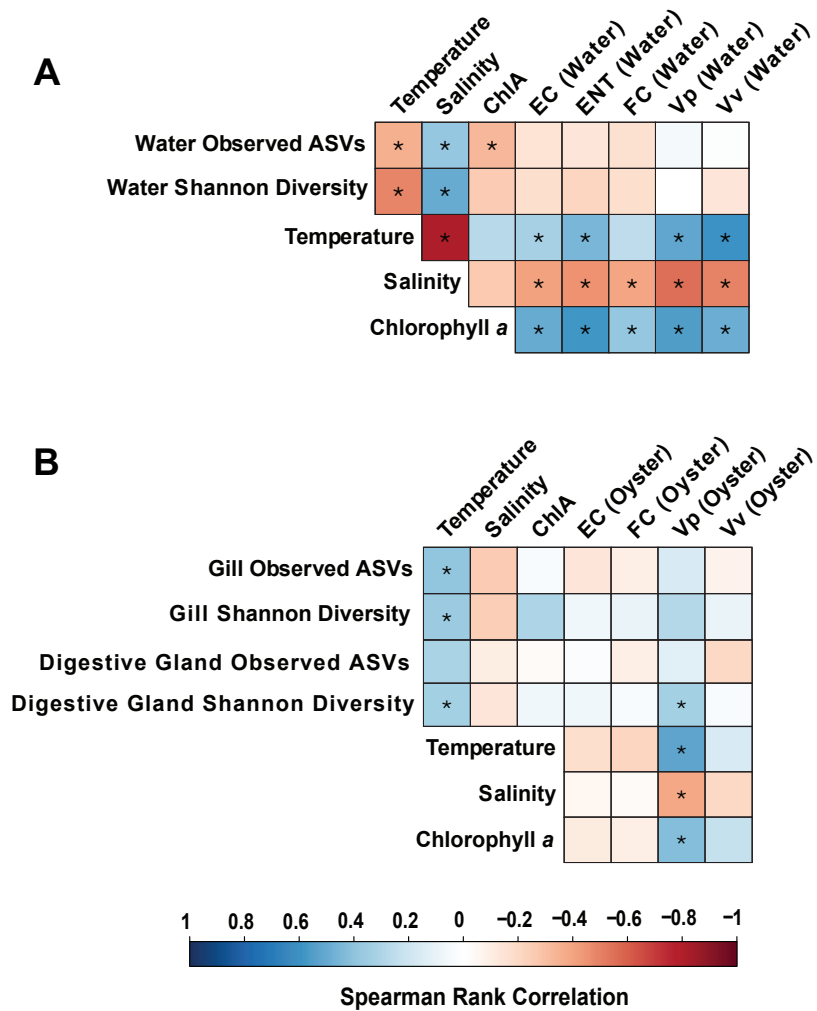 A
Temperature
Salinity
ChlA
EC (Water)
ENT (Water)
FC (Water)
Vp (Water)
Vv (Water)
Water Observed ASVs
* * *
Water Shannon Diversity
* *
Temperature
* * * * *
Salinity
* * * * *
Chlorophyll a
* * * * *
B
Temperature
Salinity
ChlA
EC (Oyster)
FC (Oyster)
Vp (Oyster)
Vv (Oyster)
Gill Observed ASVs
*
Gill Shannon Diversity
*
Digestive Gland Observed ASVs
Digestive Gland Shannon Diversity
* *
Temperature
*
Salinity
*
Chlorophyll a
*
1 0.8 0.6 0.4 0.2 0 −0.2 −0.4 −0.6 −0.8 −1
Spearman Rank Correlation